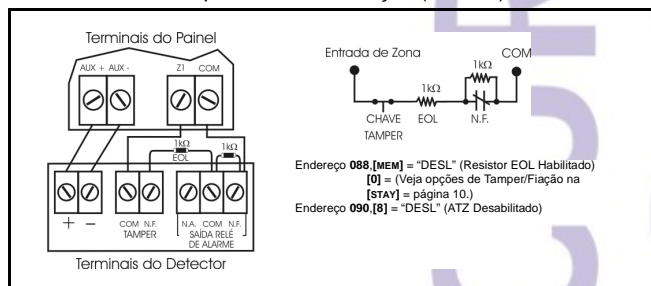 Terminais do Painel
AUX + AUX - Z1 COM
1kΩ
EOL
1kΩ
+ - COM N.F. N.A. COM N.F.
TAMPER SAÍDA RELÉ
DE ALARME
Terminais do Detector
Entrada de Zona COM
1kΩ
1kΩ
CHAVE EOL N.F.
TAMPER
Endereço 088,[MEM] = “DESL” (Resistor EOL Habilitado)
[0] = (Veja opções de Tamper/Fiação na
[STAY] = página 10.)
Endereço 090,[8] = “DESL” (ATZ Desabilitado)